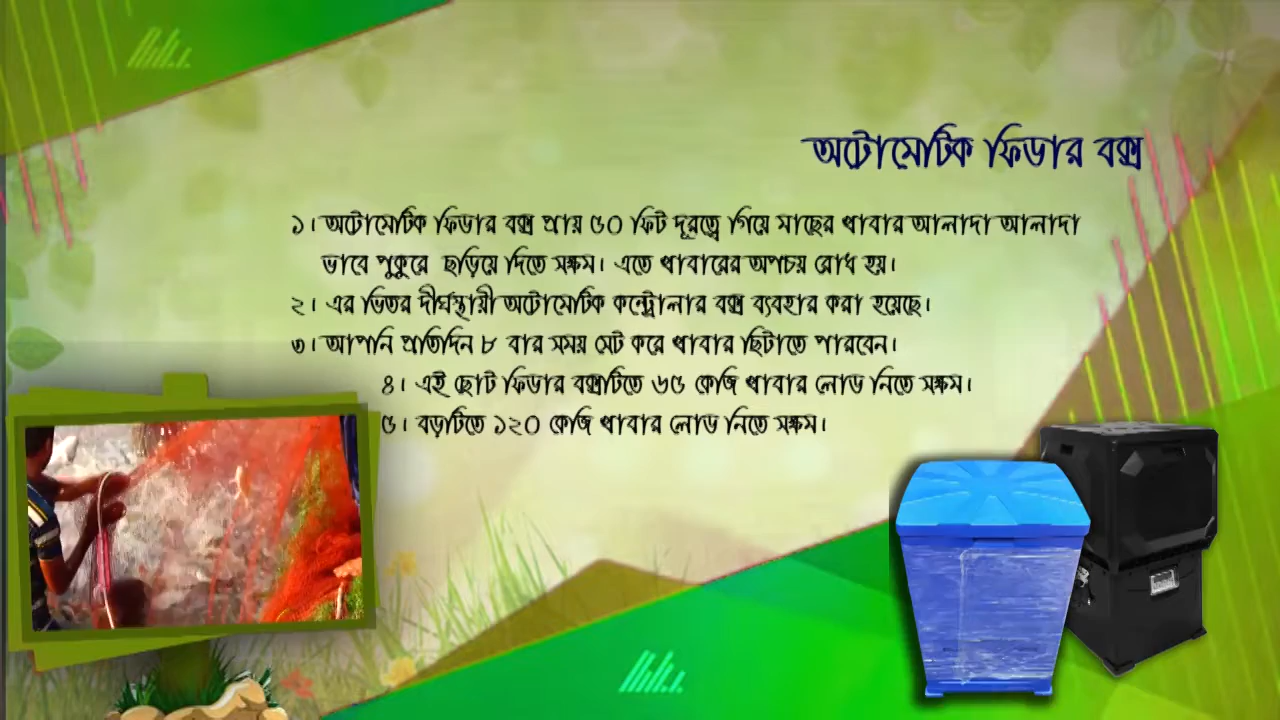 অটোমেটিক ফিডার বক্স
১। অটোমেটিক ফিডার বক্স প্রায় ৫০ ফিট দূরত্বে গিয়ে মাছের খাবার আলাদা আলাদা
ভাবে পুকুরে ছড়িয়ে দিতে সক্ষম। এতে খাবারের অপচয় রোধ হয়।
২। এর ভিতর দীর্ঘস্থায়ী অটোমেটিক কন্ট্রোলার বক্স ব্যবহার করা হয়েছে।
৩। আপনি প্রতিদিন ৮ বার সময় সেট করে খাবার ছিটাতে পারবেন।
৪। এই ছোট ফিডার বক্সটিতে ৬৫ কেজি খাবার লোড নিতে সক্ষম।
৫। বড়টিতে ১২০ কেজি খাবার লোড নিতে সক্ষম।